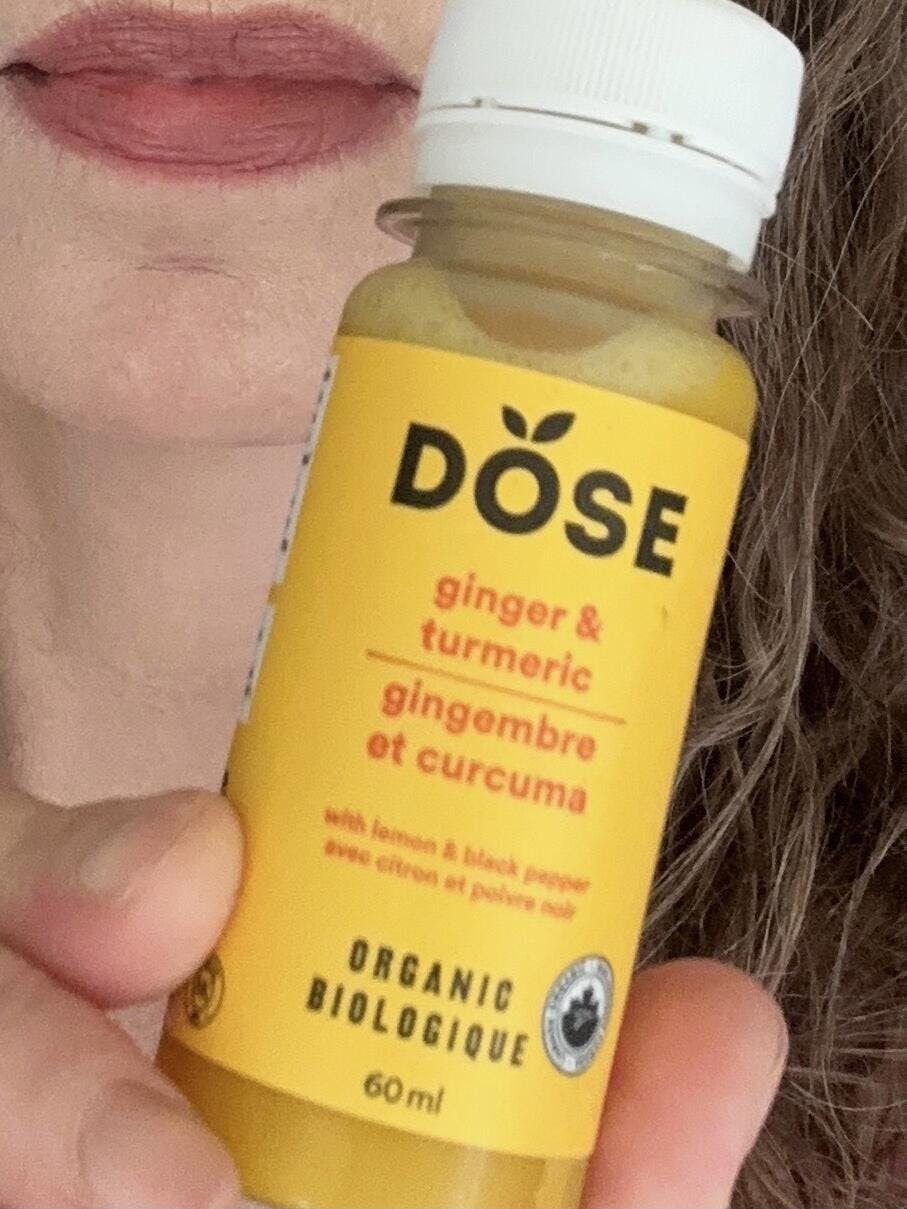 DOSE
ginger &
turmeric
gingembre
et curcuma
with lemon & black pepper
avec citron et poivre noir
ORGANIC
BIOLOGIQUE
60 ml